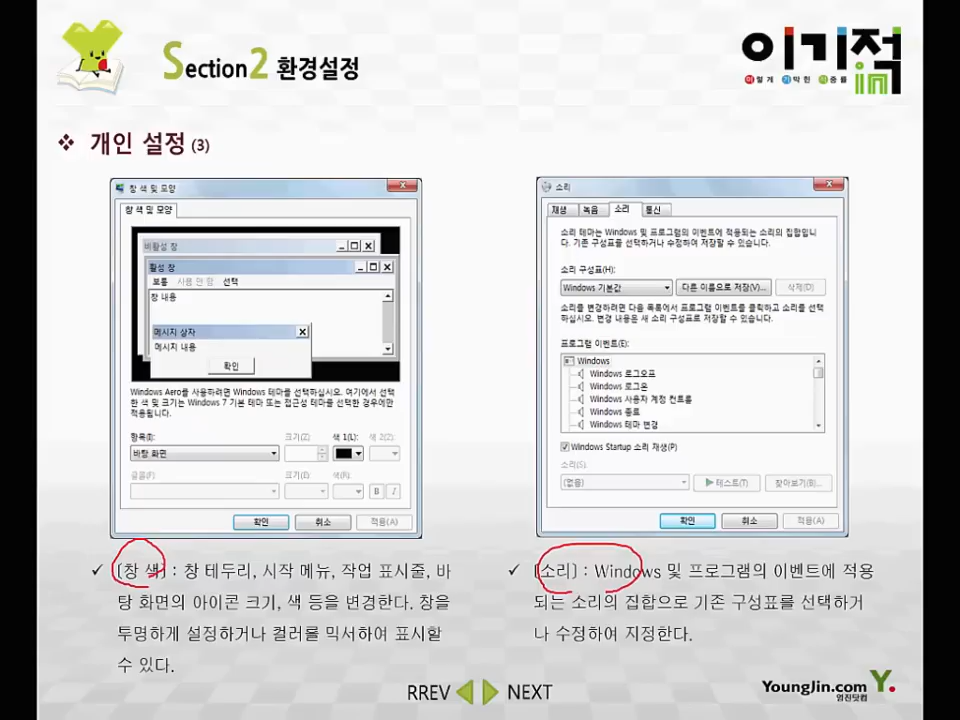 Section2 환경설정
이기적in
이렇게 기막힌 적중률
❖ 개인 설정 (3)
창 색 및 모양
창 색 및 모양
비활성 창
활성 창
보통 사용 안 함 선택
창 내용
메시지 상자
메시지 내용
확인
Windows Aero를 사용하려면 Windows 테마를 선택하십시오. 여기에서 선택
한 색 및 크기는 Windows 7 기본 테마 또는 접근성 테마를 선택한 경우에만
적용됩니다.
항목(I): 크기(Z): 색 1(L): 색 2(2):
바탕 화면
글꼴(F): 크기(E): 색(R):
B I
확인 취소 적용(A)
소리
재생 녹음 소리 통신
소리 테마는 Windows 및 프로그램의 이벤트에 적용되는 소리의 집합입니
다. 기존 구성표를 선택하거나 수정하여 저장할 수 있습니다.
소리 구성표(H):
Windows 기본값 다른 이름으로 저장(V)... 삭제(D)
소리를 변경하려면 다음 목록에서 프로그램 이벤트를 클릭하고 소리를 선택
하십시오. 변경 내용은 새 소리 구성표로 저장할 수 있습니다.
프로그램 이벤트(E):
Windows
Windows 로그오프
Windows 로그온
Windows 사용자 계정 컨트롤
Windows 종료
Windows 테마 변경
Windows Startup 소리 재생(P)
소리(S):
(없음) 테스트(T) 찾아보기(B)...
확인 취소 적용(A)
✓ [창 색] : 창 테두리, 시작 메뉴, 작업 표시줄, 바
탕 화면의 아이콘 크기, 색 등을 변경한다. 창을
투명하게 설정하거나 컬러를 믹서하여 표시할
수 있다.
✓ [소리] : Windows 및 프로그램의 이벤트에 적용
되는 소리의 집합으로 기존 구성표를 선택하거
나 수정하여 지정한다.
RREV NEXT
YoungJin.com Y.
영진닷컴